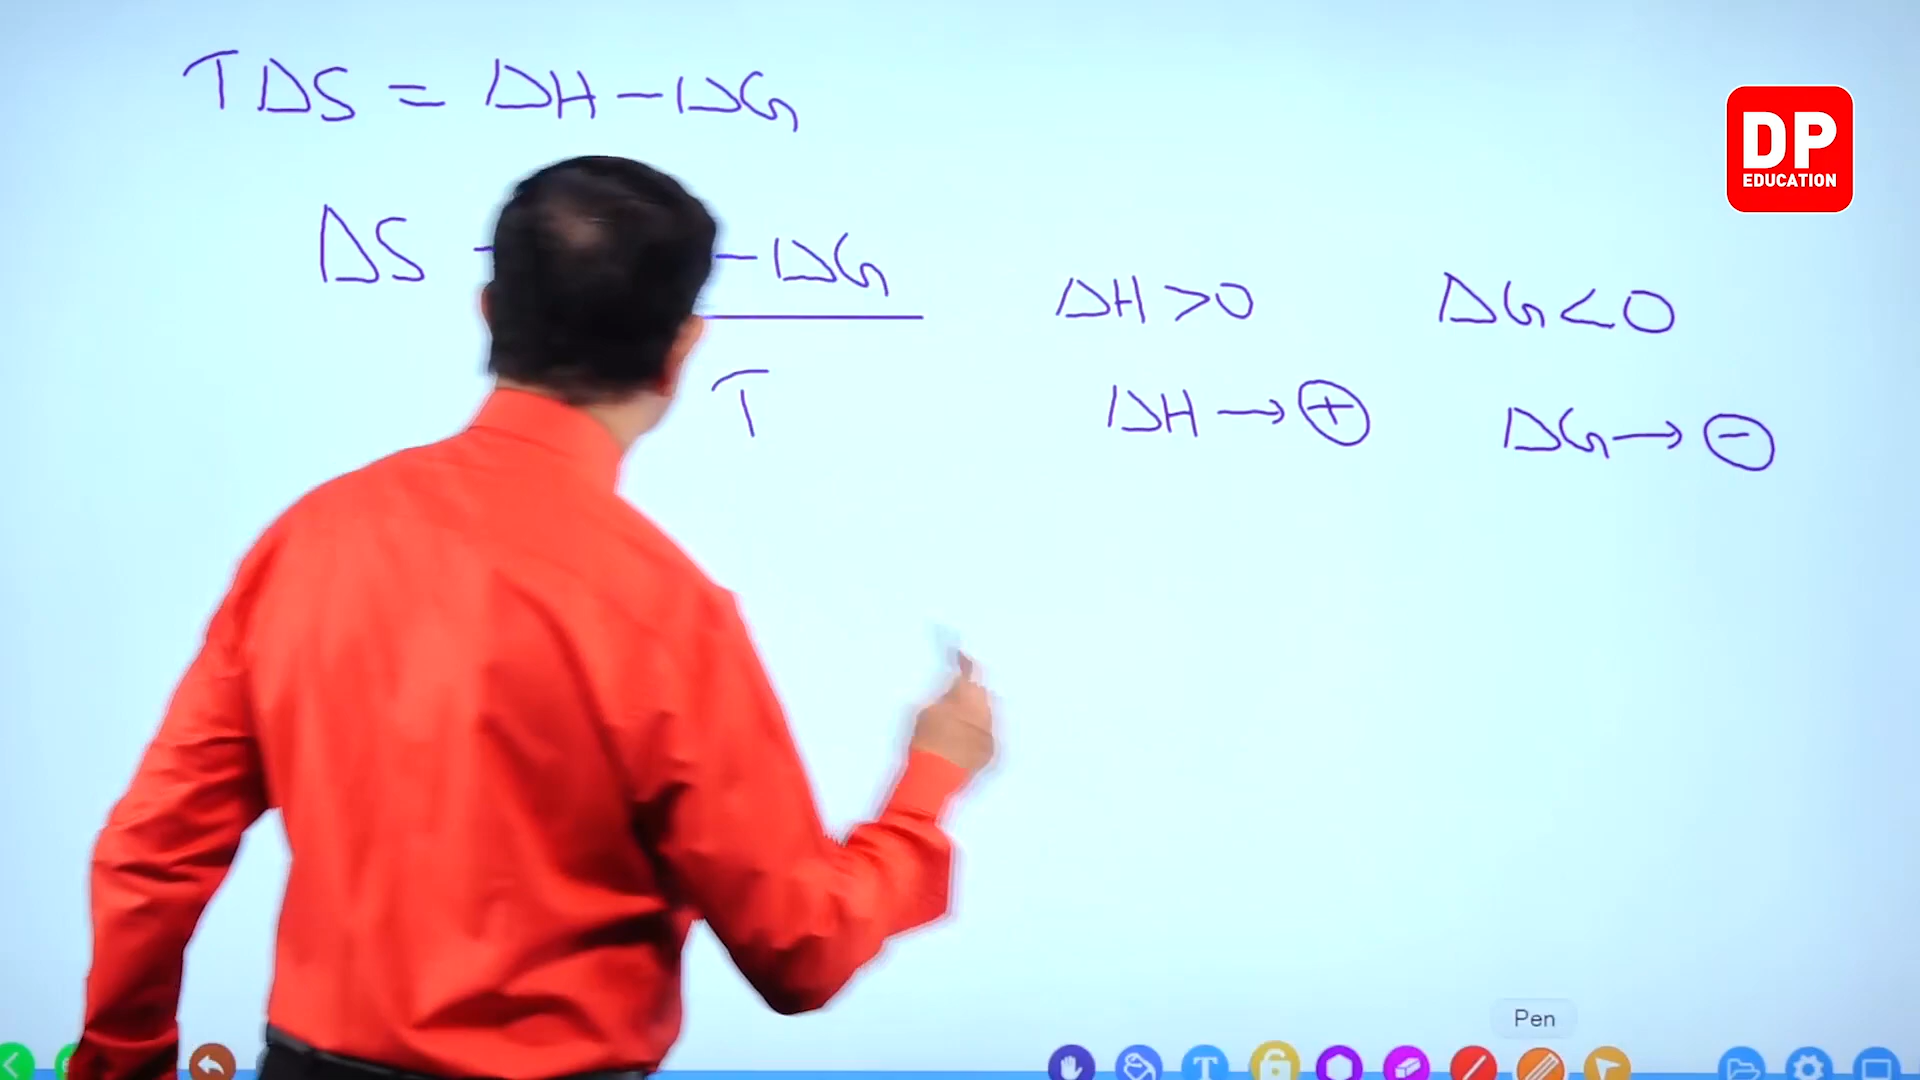 TΔS = ΔH - ΔG
DP
EDUCATION
ΔS - ΔG
T
ΔH > 0
ΔG < 0
ΔH → +
ΔG → -
Pen